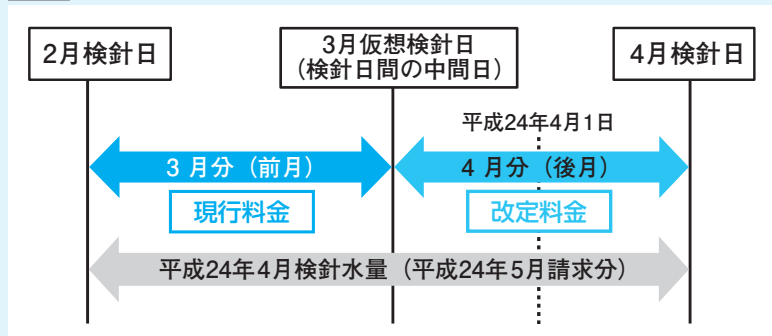 2月検針日
3月仮想検針日
(検針日間の中間日)
4月検針日
平成24年4月1日
3月分（前月）
4月分（後月）
現行料金
改定料金
平成24年4月検針水量（平成24年5月請求分）